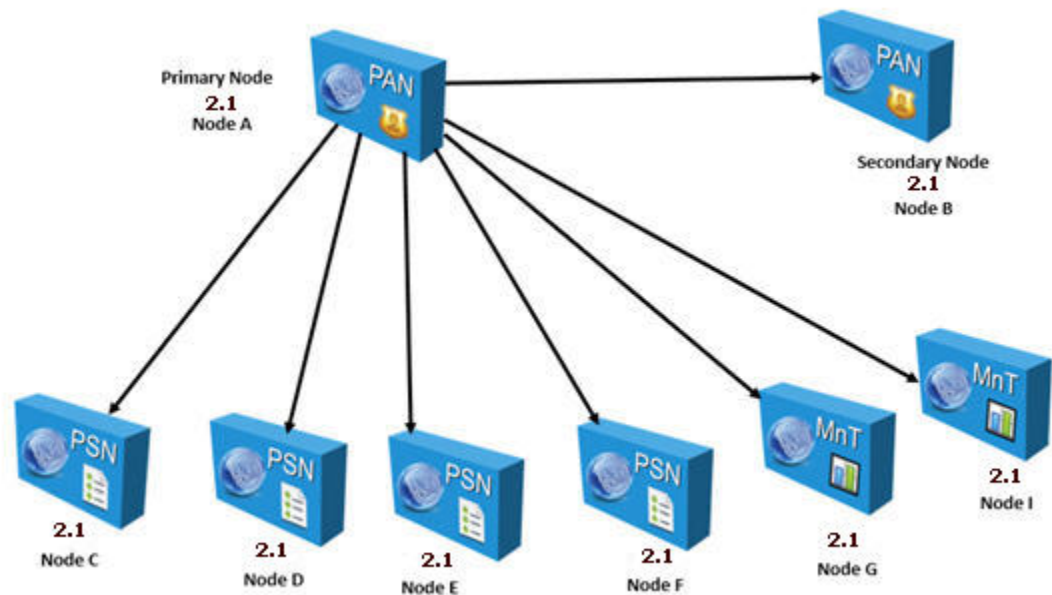 PAN
Primary Node
2.1
Node A
PAN
Secondary Node
2.1
Node B
PSN
2.1
Node C
PSN
2.1
Node D
PSN
2.1
Node E
PSN
2.1
Node F
MnT
2.1
Node G
MnT
2.1
Node I